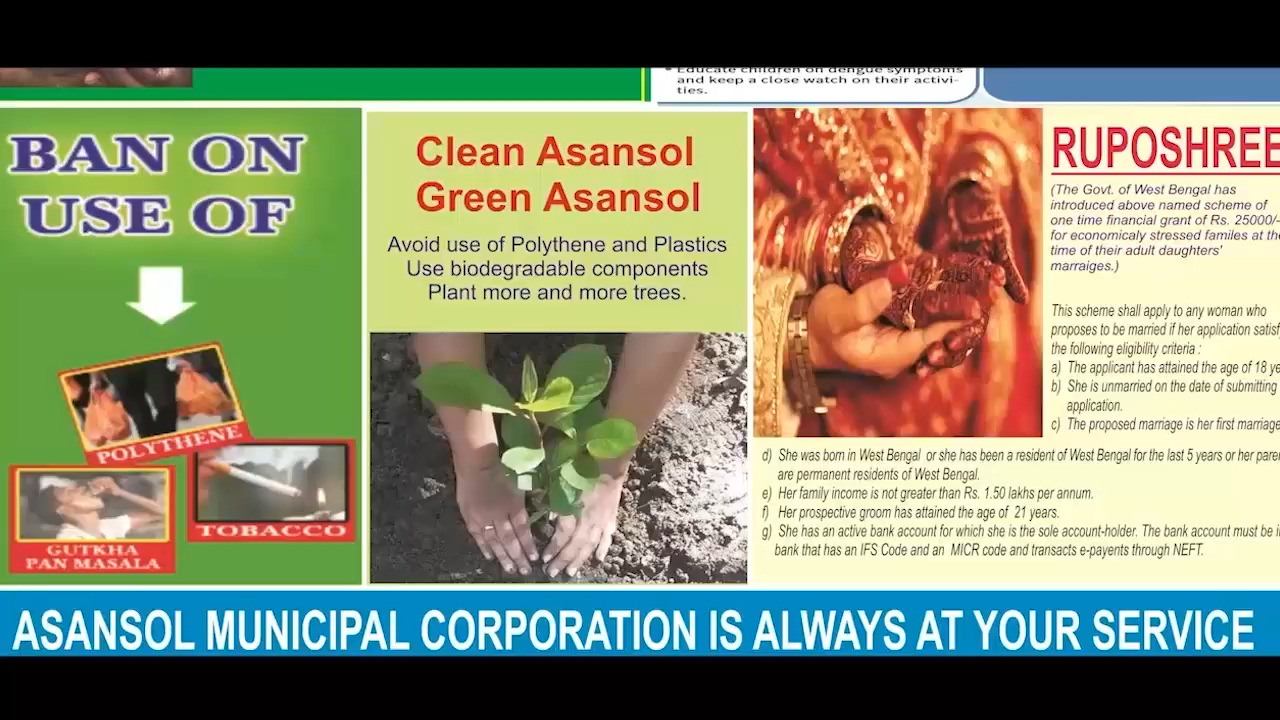 Educate children on dengue symptoms
and keep a close watch on their activi-
ties.
BAN ON
USE OF
POLYTHENE
TOBACCO
GUTKHA
PAN MASALA
Clean Asansol
Green Asansol
Avoid use of Polythene and Plastics
Use biodegradable components
Plant more and more trees.
RUPOSHREE
(The Govt. of West Bengal has
introduced above named scheme of
one time financial grant of Rs. 25000/-
for economicaly stressed familes at the
time of their adult daughters'
marraiges.)
This scheme shall apply to any woman who
proposes to be married if her application satisf
the following eligibility criteria :
a) The applicant has attained the age of 18 ye
b) She is unmarried on the date of submitting
application.
c) The proposed marriage is her first marriage
d) She was born in West Bengal or she has been a resident of West Bengal for the last 5 years or her pare
are permanent residents of West Bengal.
e) Her family income is not greater than Rs. 1.50 lakhs per annum.
f) Her prospective groom has attained the age of 21 years.
g) She has an active bank account for which she is the sole account-holder. The bank account must be i
bank that has an IFS Code and an MICR code and transacts e-payents through NEFT.
ASANSOL MUNICIPAL CORPORATION IS ALWAYS AT YOUR SERVICE